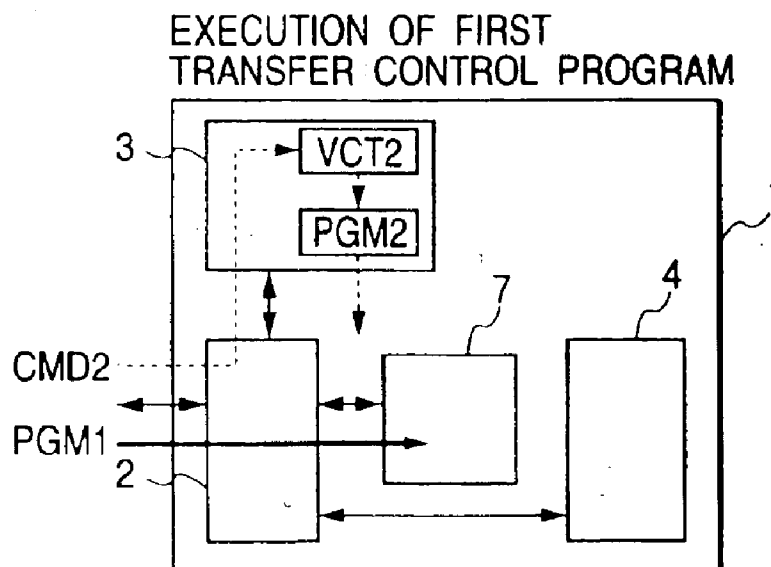 EXECUTION OF FIRST
TRANSFER CONTROL PROGRAM
3
VCT2
PGM2
7
4
CMD2
PGM1
2